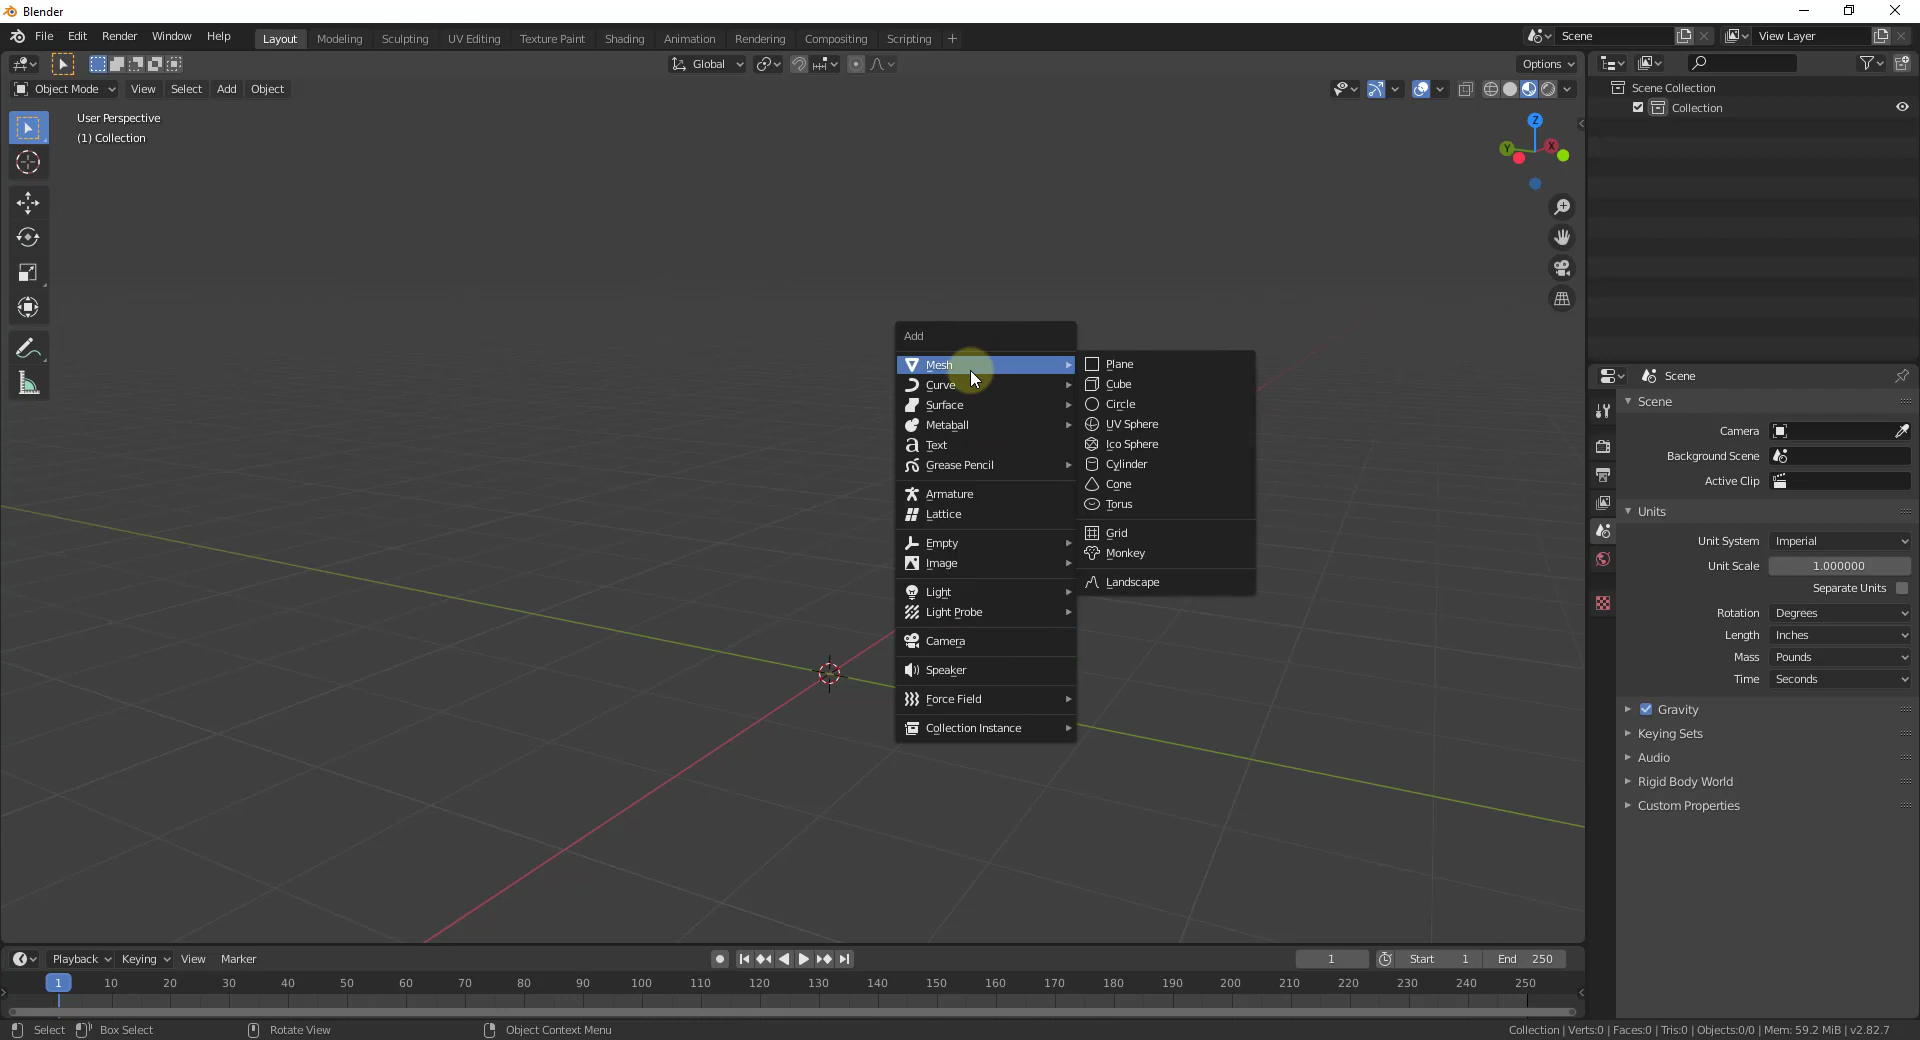 Blender
File Edit Render Window Help
Layout Modeling Sculpting UV Editing Texture Paint Shading Animation Rendering Compositing Scripting +
Scene
View Layer
Global
Options
Object Mode View Select Add Object
User Perspective
(1) Collection
Z
Y
X
Scene Collection
Collection
Add
Mesh
Curve
Surface
Metaball
Text
Grease Pencil
Armature
Lattice
Empty
Image
Light
Light Probe
Camera
Speaker
Force Field
Collection Instance
Plane
Cube
Circle
UV Sphere
Ico Sphere
Cylinder
Cone
Torus
Grid
Monkey
Landscape
Scene
Scene
Camera
Background Scene
Active Clip
Units
Unit System Imperial
Unit Scale 1.000000
Separate Units
Rotation Degrees
Length Inches
Mass Pounds
Time Seconds
Gravity
Keying Sets
Audio
Rigid Body World
Custom Properties
Playback Keying View Marker
1 Start 1 End 250
1 10 20 30 40 50 60 70 80 90 100 110 120 130 140 150 160 170 180 190 200 210 220 230 240 250
Select Box Select Rotate View Object Context Menu
Collection | Verts:0 | Faces:0 | Tris:0 | Objects:0/0 | Mem: 59.2 MiB | v2.82.7